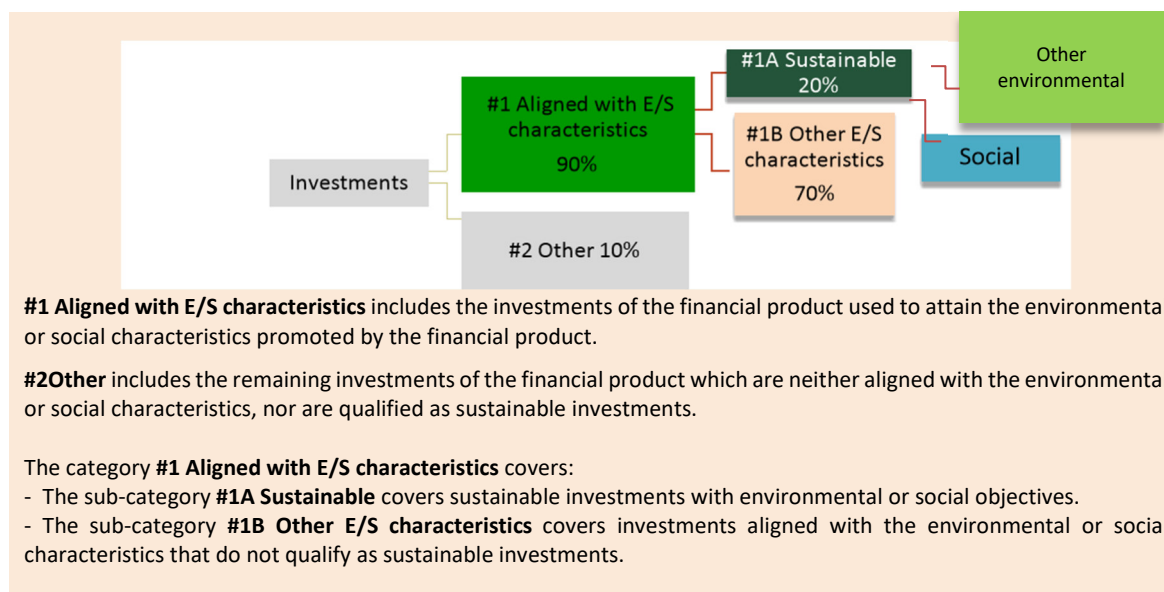 Other
environmental
#1A Sustainable
20%
#1 Aligned with E/S
characteristics
90%
#1B Other E/S
characteristics
70%
Social
Investments
#2 Other 10%
#1 Aligned with E/S characteristics includes the investments of the financial product used to attain the environmenta
or social characteristics promoted by the financial product.
#2Other includes the remaining investments of the financial product which are neither aligned with the environmenta
or social characteristics, nor are qualified as sustainable investments.
The category #1 Aligned with E/S characteristics covers:
- The sub-category #1A Sustainable covers sustainable investments with environmental or social objectives.
- The sub-category #1B Other E/S characteristics covers investments aligned with the environmental or socia
characteristics that do not qualify as sustainable investments.